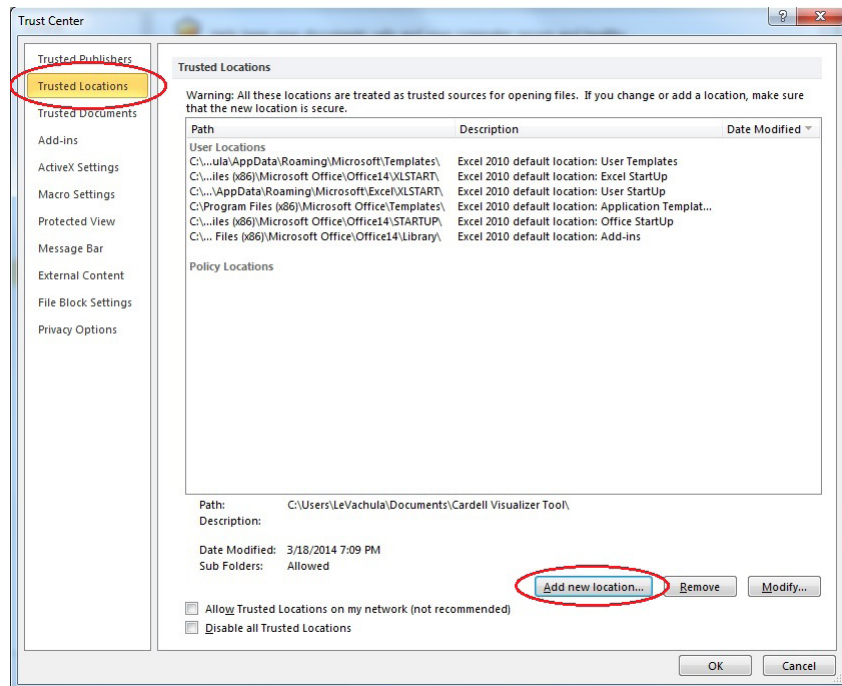 Trust Center
Trusted Publishers
Trusted Locations
Trusted Documents
Add-ins
ActiveX Settings
Macro Settings
Protected View
Message Bar
External Content
File Block Settings
Privacy Options
Trusted Locations
Warning: All these locations are treated as trusted sources for opening files. If you change or add a location, make sure
that the new location is secure.
Path Description Date Modified
User Locations
C:\...ula\AppData\Roaming\Microsoft\Templates\ Excel 2010 default location: User Templates
C:\...iles (x86)\Microsoft Office\Office14\XLSTART\ Excel 2010 default location: Excel StartUp
C:\...\AppData\Roaming\Microsoft\Excel\XLSTART\ Excel 2010 default location: User StartUp
C:\Program Files (x86)\Microsoft Office\Templates\ Excel 2010 default location: Application Templat...
C:\...iles (x86)\Microsoft Office\Office14\STARTUP\ Excel 2010 default location: Office StartUp
C:\... Files (x86)\Microsoft Office\Office14\Library\ Excel 2010 default location: Add-ins
Policy Locations
Path: C:\Users\LeVachula\Documents\Cardell Visualizer Tool\
Description:
Date Modified: 3/18/2014 7:09 PM
Sub Folders: Allowed
Add new location... Remove Modify...
Allow Trusted Locations on my network (not recommended)
Disable all Trusted Locations
OK Cancel